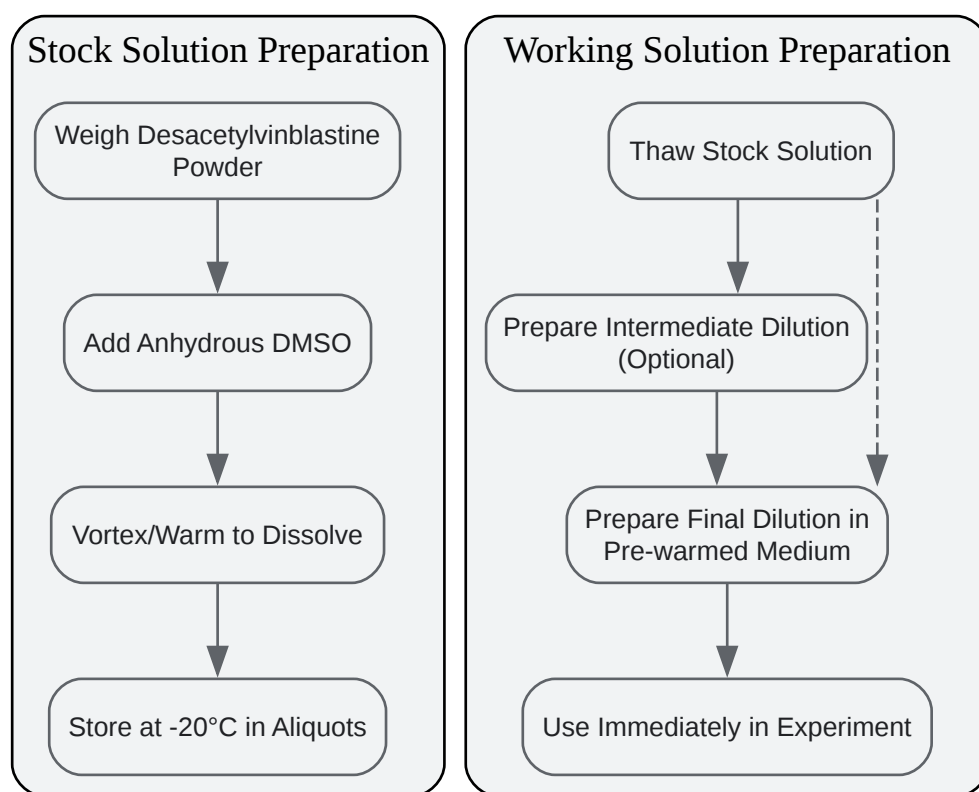 Stock Solution Preparation
Weigh Desacetylvinblastine
Powder
Add Anhydrous DMSO
Vortex/Warm to Dissolve
Store at -20°C in Aliquots
Working Solution Preparation
Thaw Stock Solution
Prepare Intermediate Dilution
(Optional)
Prepare Final Dilution in
Pre-warmed Medium
Use Immediately in Experiment